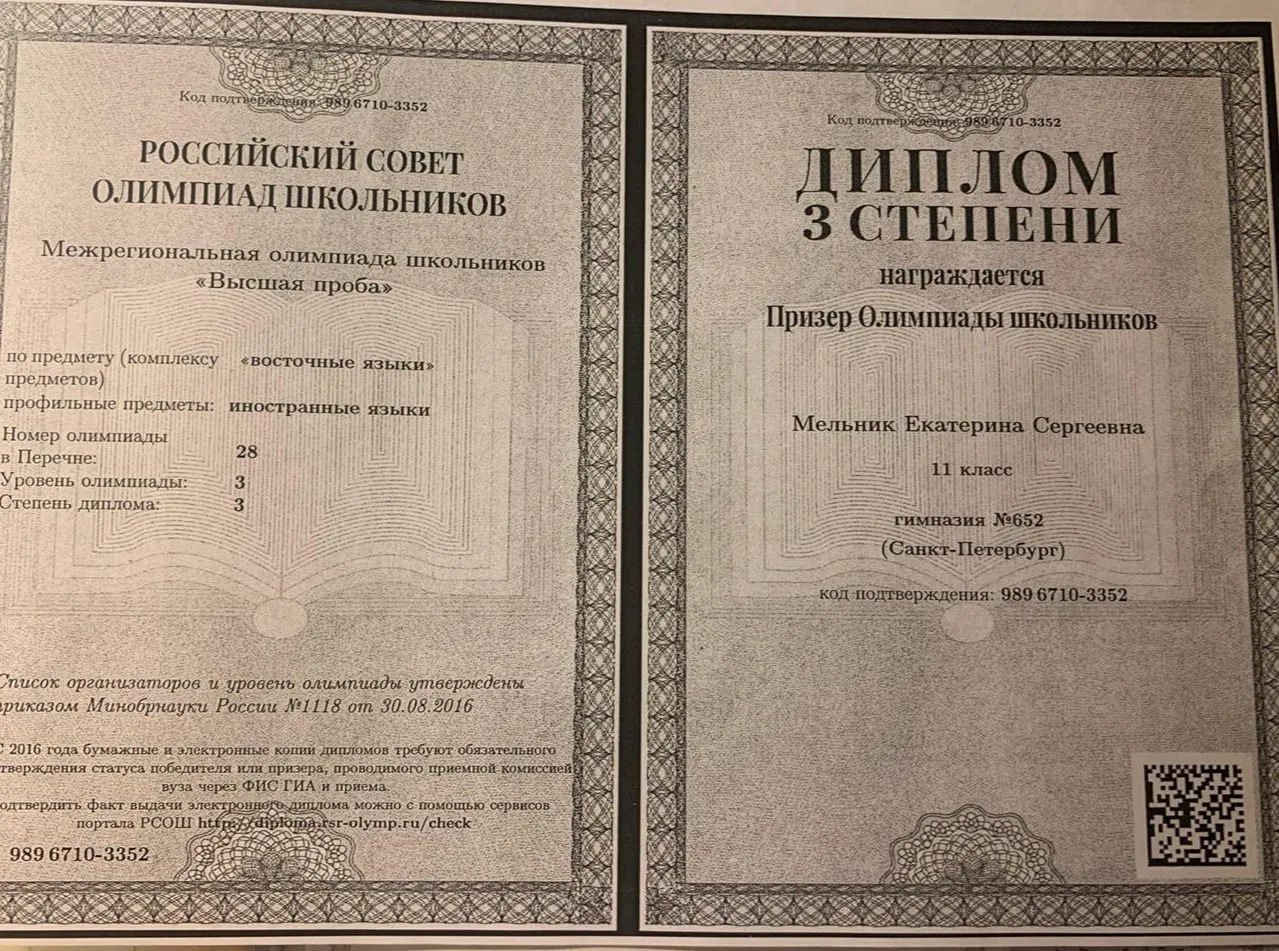 Код подтверждения: 989 6710-3352
РОССИЙСКИЙ СОВЕТ
ОЛИМПИАД ШКОЛЬНИКОВ
Межрегиональная олимпиада школьников
«Высшая проба»
по предмету (комплексу предметов) «восточные языки»
профильные предметы: иностранные языки
Номер олимпиады
в Перечне: 28
Уровень олимпиады: 3
Степень диплома: 3
Список организаторов и уровень олимпиады утверждены
приказом Минобрнауки России №1118 от 30.08.2016
С 2016 года бумажные и электронные копии дипломов требуют обязательного
тверждения статуса победителя или призера, проводимого приемной комиссией
вуза через ФИС ГИА и приема.
одтвердить факт выдачи электронного диплома можно с помощью сервисов
портала РСОШ http://diploma.rsr-olymp.ru/check
989 6710-3352
Код подтверждения: 989 6710-3352
ДИПЛОМ
3 СТЕПЕНИ
награждается
Призер Олимпиады школьников
Мельник Екатерина Сергеевна
11 класс
гимназия №652
(Санкт-Петербург)
код подтверждения: 989 6710-3352